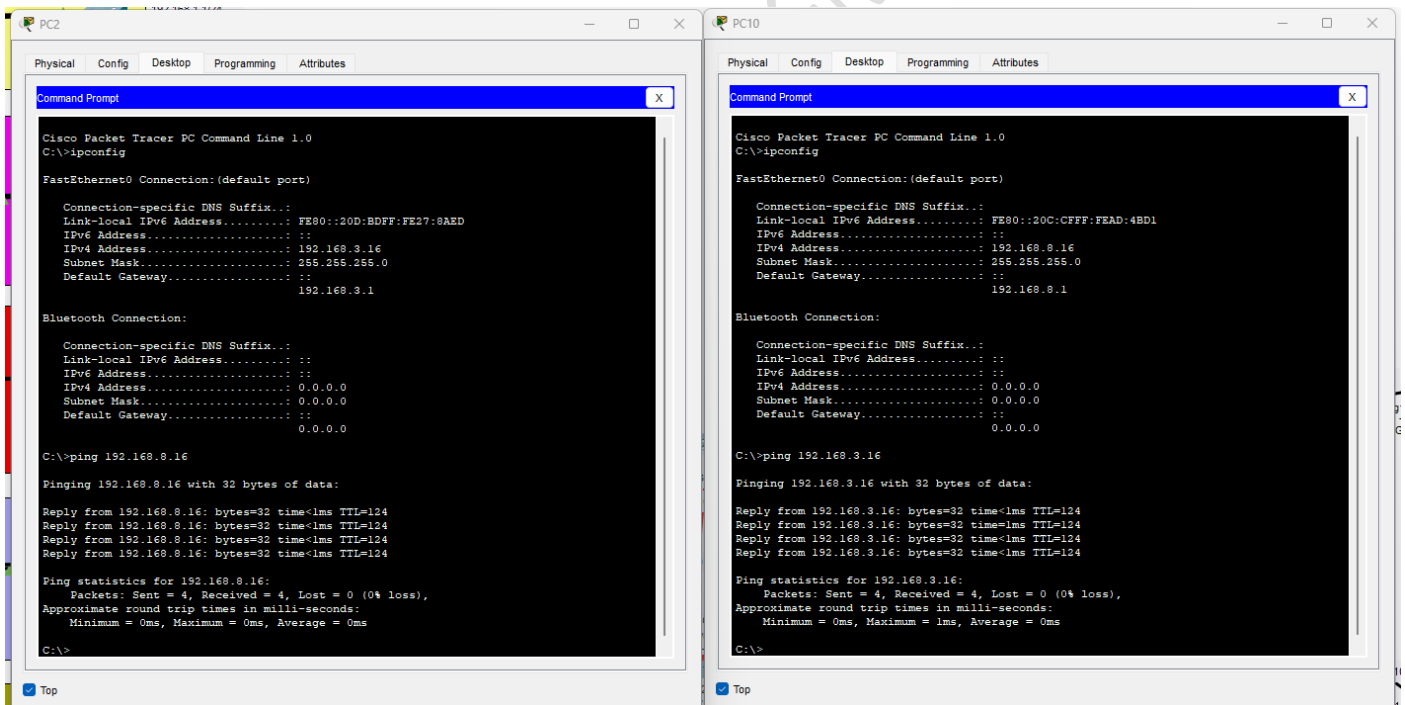 192.168.3.1/24
PC2
Physical Config Desktop Programming Attributes
Command Prompt
X
Cisco Packet Tracer PC Command Line 1.0
C:\>ipconfig
FastEthernet0 Connection:(default port)
Connection-specific DNS Suffix..:
Link-local IPv6 Address.........: FE80::20D:BDFF:FE27:8AED
IPv6 Address....................: ::
IPv4 Address....................: 192.168.3.16
Subnet Mask.....................: 255.255.255.0
Default Gateway.................: ::
192.168.3.1
Bluetooth Connection:
Connection-specific DNS Suffix..:
Link-local IPv6 Address.........: ::
IPv6 Address....................: ::
IPv4 Address....................: 0.0.0.0
Subnet Mask.....................: 0.0.0.0
Default Gateway.................: ::
0.0.0.0
C:\>ping 192.168.8.16
Pinging 192.168.8.16 with 32 bytes of data:
Reply from 192.168.8.16: bytes=32 time<1ms TTL=124
Reply from 192.168.8.16: bytes=32 time<1ms TTL=124
Reply from 192.168.8.16: bytes=32 time<1ms TTL=124
Reply from 192.168.8.16: bytes=32 time<1ms TTL=124
Ping statistics for 192.168.8.16:
Packets: Sent = 4, Received = 4, Lost = 0 (0% loss),
Approximate round trip times in milli-seconds:
Minimum = 0ms, Maximum = 0ms, Average = 0ms
C:\>
Top
PC10
Physical Config Desktop Programming Attributes
Command Prompt
X
Cisco Packet Tracer PC Command Line 1.0
C:\>ipconfig
FastEthernet0 Connection:(default port)
Connection-specific DNS Suffix..:
Link-local IPv6 Address.........: FE80::20C:CFFF:FEAD:4BD1
IPv6 Address....................: ::
IPv4 Address....................: 192.168.8.16
Subnet Mask.....................: 255.255.255.0
Default Gateway.................: ::
192.168.8.1
Bluetooth Connection:
Connection-specific DNS Suffix..:
Link-local IPv6 Address.........: ::
IPv6 Address....................: ::
IPv4 Address....................: 0.0.0.0
Subnet Mask.....................: 0.0.0.0
Default Gateway.................: ::
0.0.0.0
C:\>ping 192.168.3.16
Pinging 192.168.3.16 with 32 bytes of data:
Reply from 192.168.3.16: bytes=32 time<1ms TTL=124
Reply from 192.168.3.16: bytes=32 time=1ms TTL=124
Reply from 192.168.3.16: bytes=32 time<1ms TTL=124
Reply from 192.168.3.16: bytes=32 time<1ms TTL=124
Ping statistics for 192.168.3.16:
Packets: Sent = 4, Received = 4, Lost = 0 (0% loss),
Approximate round trip times in milli-seconds:
Minimum = 0ms, Maximum = 1ms, Average = 0ms
C:\>
Top